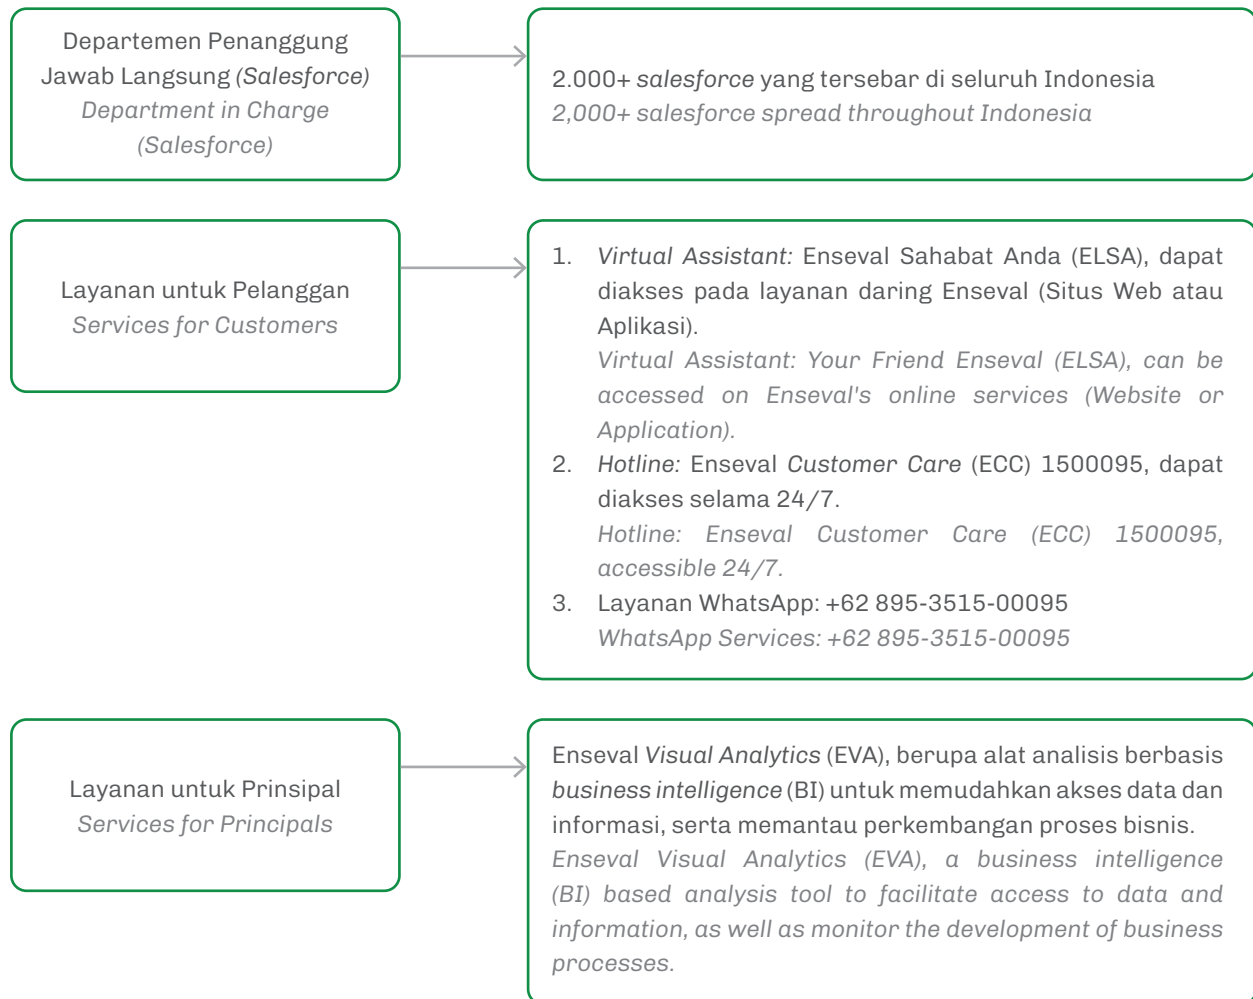 Departemen Penanggung
Jawab Langsung (Salesforce)
Department in Charge
(Salesforce)
2.000+ salesforce yang tersebar di seluruh Indonesia
2,000+ salesforce spread throughout Indonesia
Layanan untuk Pelanggan
Services for Customers
1. Virtual Assistant: Enseval Sahabat Anda (ELSA), dapat
diakses pada layanan daring Enseval (Situs Web atau
Aplikasi).
Virtual Assistant: Your Friend Enseval (ELSA), can be
accessed on Enseval's online services (Website or
Application).
2. Hotline: Enseval Customer Care (ECC) 1500095, dapat
diakses selama 24/7.
Hotline: Enseval Customer Care (ECC) 1500095,
accessible 24/7.
3. Layanan WhatsApp: +62 895-3515-00095
WhatsApp Services: +62 895-3515-00095
Layanan untuk Prinsipal
Services for Principals
Enseval Visual Analytics (EVA), berupa alat analisis berbasis
business intelligence (BI) untuk memudahkan akses data dan
informasi, serta memantau perkembangan proses bisnis.
Enseval Visual Analytics (EVA), a business intelligence
(BI) based analysis tool to facilitate access to data and
information, as well as monitor the development of business
processes.